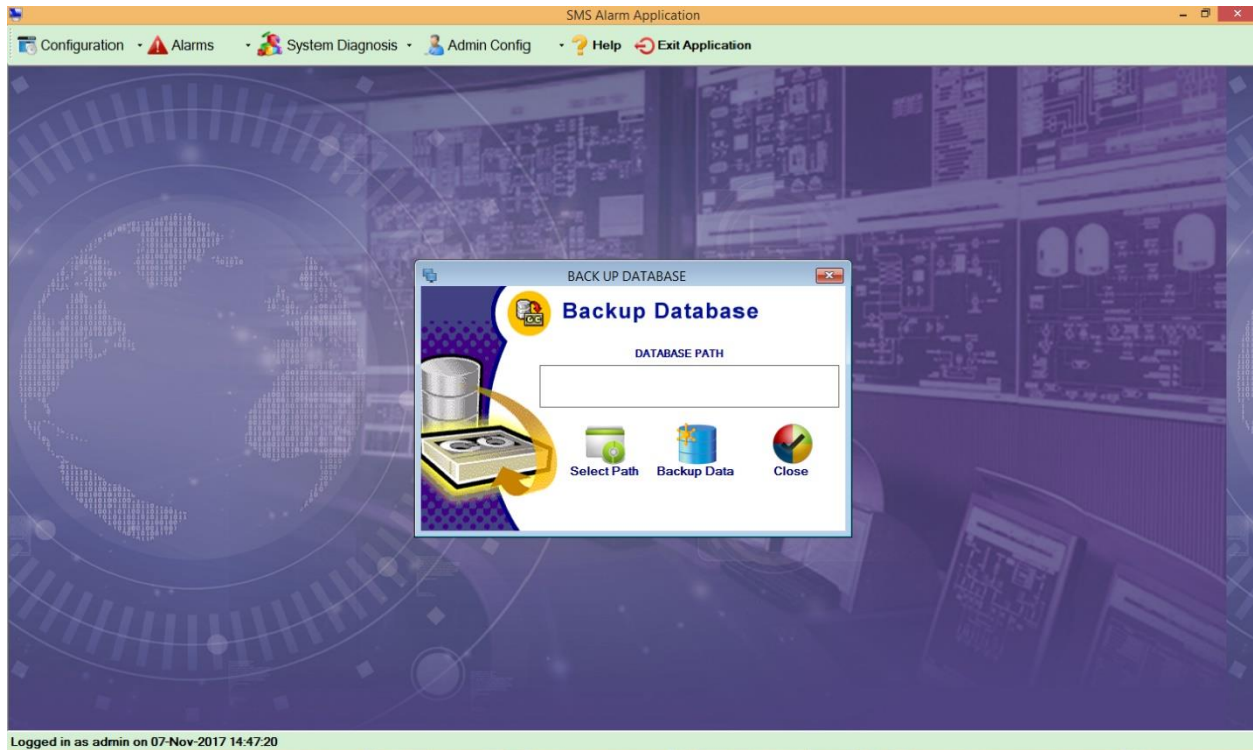 SMS Alarm Application
Configuration Alarms System Diagnosis Admin Config Help Exit Application
BACK UP DATABASE
Backup Database
DATABASE PATH
Select Path Backup Data Close
Logged in as admin on 07-Nov-2017 14:47:20